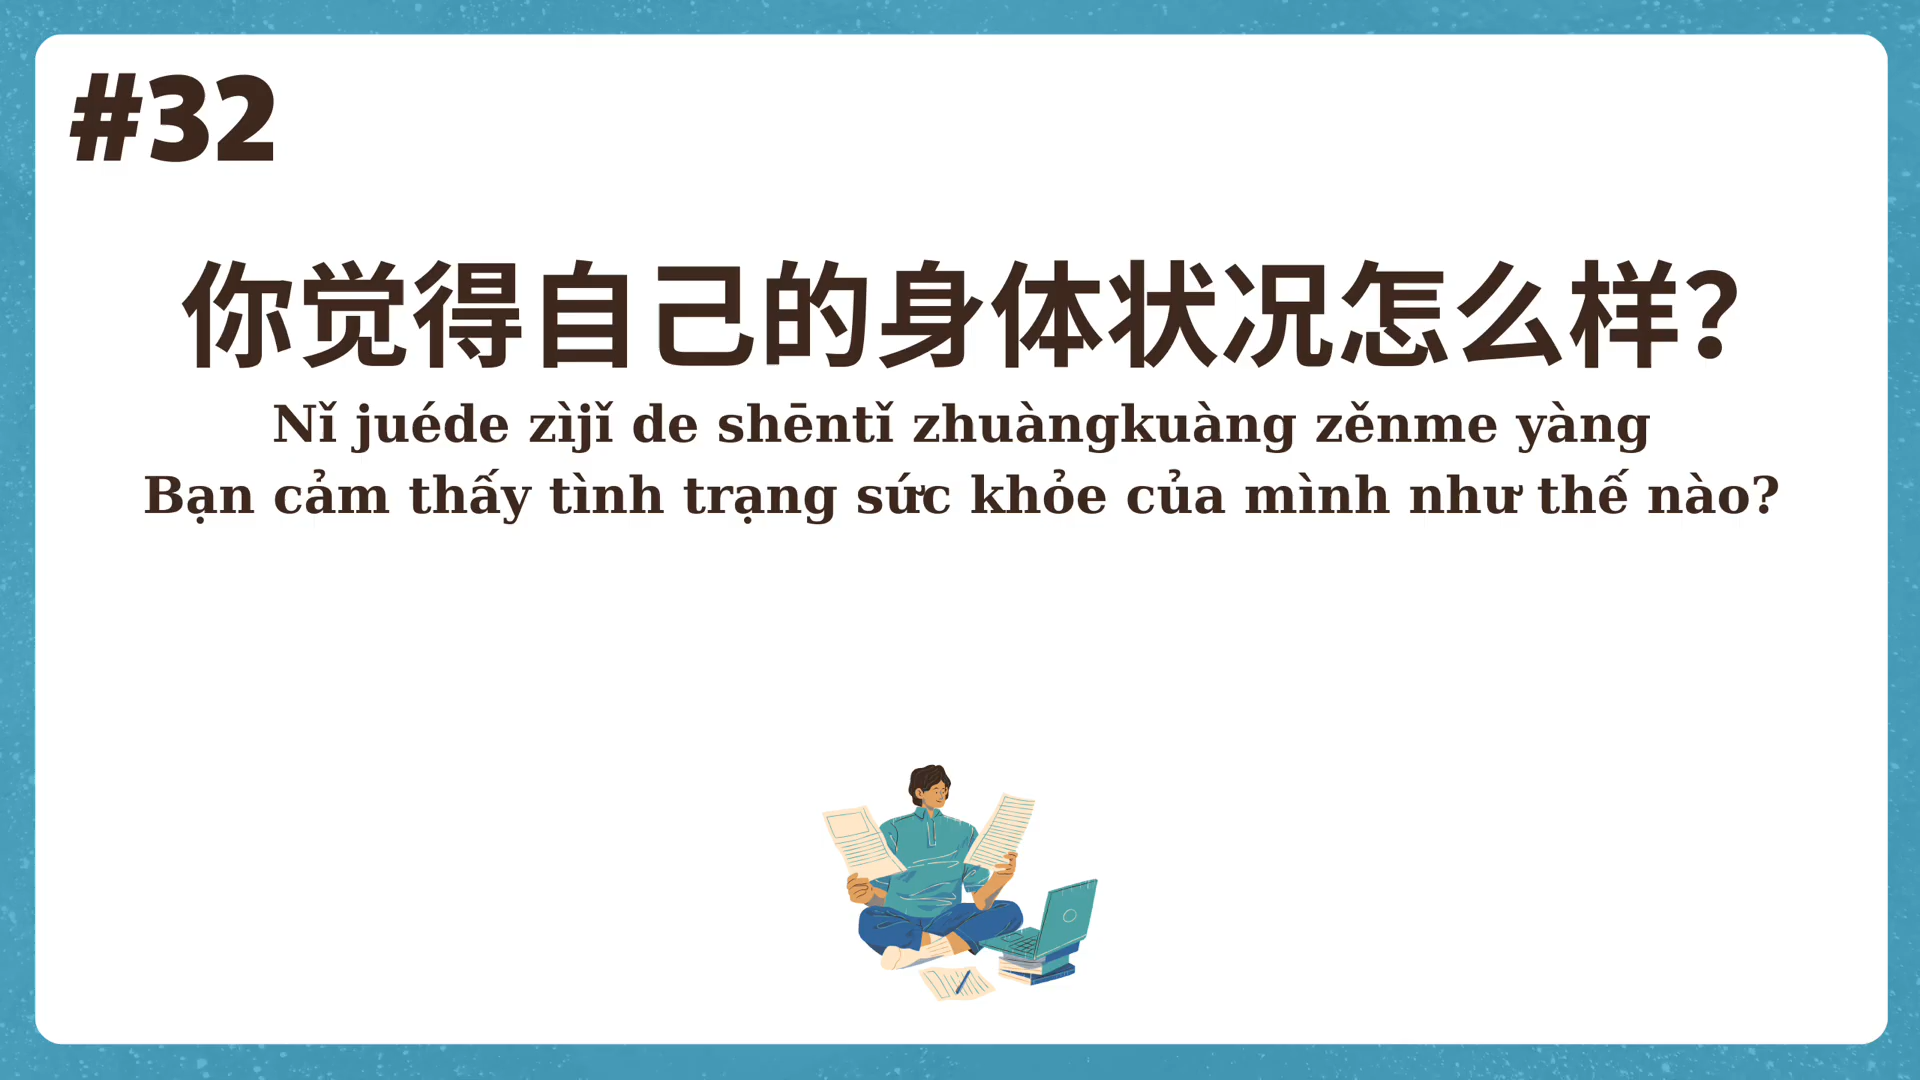 #32
你觉得自己的身体状况怎么样？
Nǐ juéde zìjǐ de shēntǐ zhuàngkuàng zěnme yàng
Bạn cảm thấy tình trạng sức khỏe của mình như thế nào?